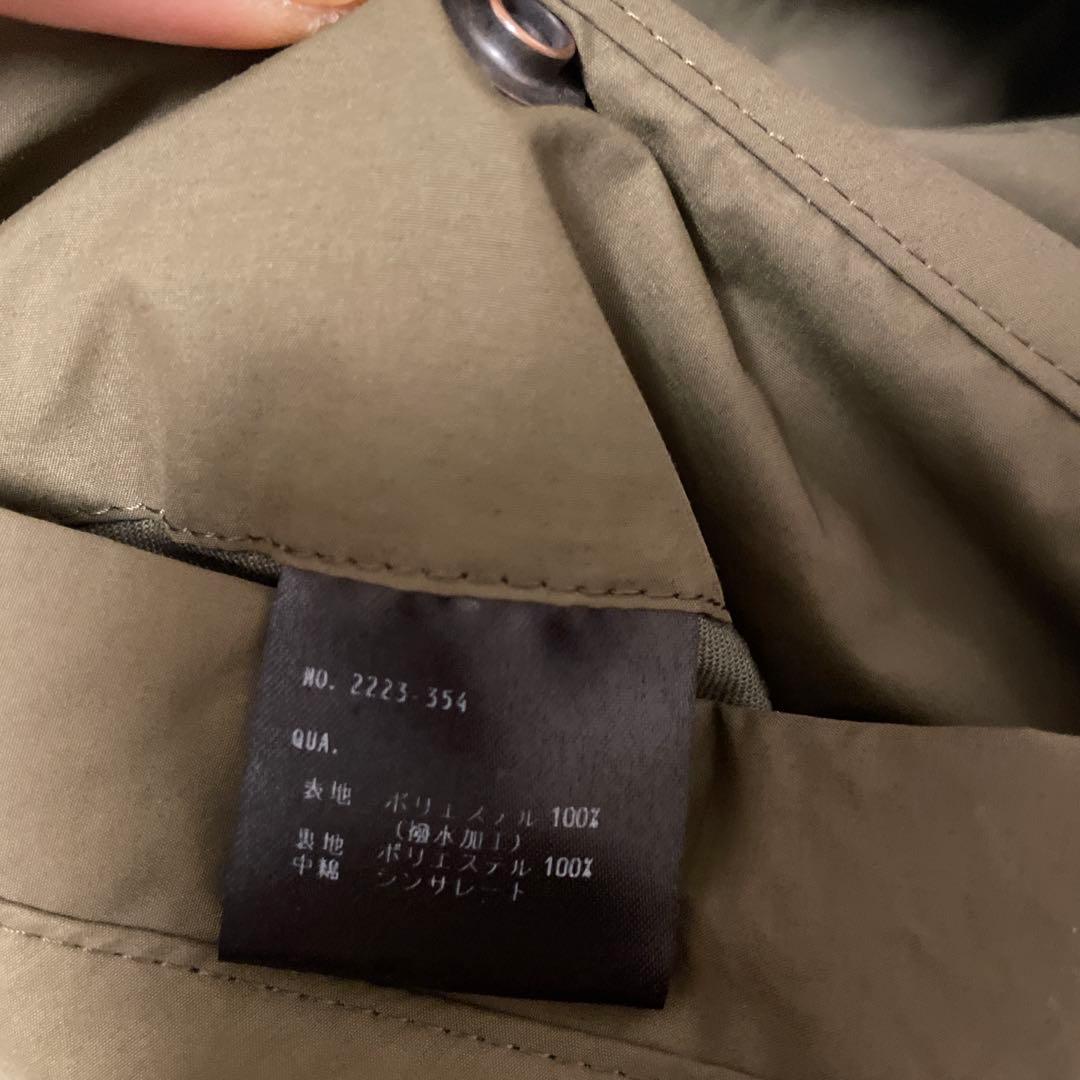 NO. 2223-354
QUA.
表地 ポリエステル 100%
(撥水加工)
裏地 ポリエステル 100%
中綿 シンサレート